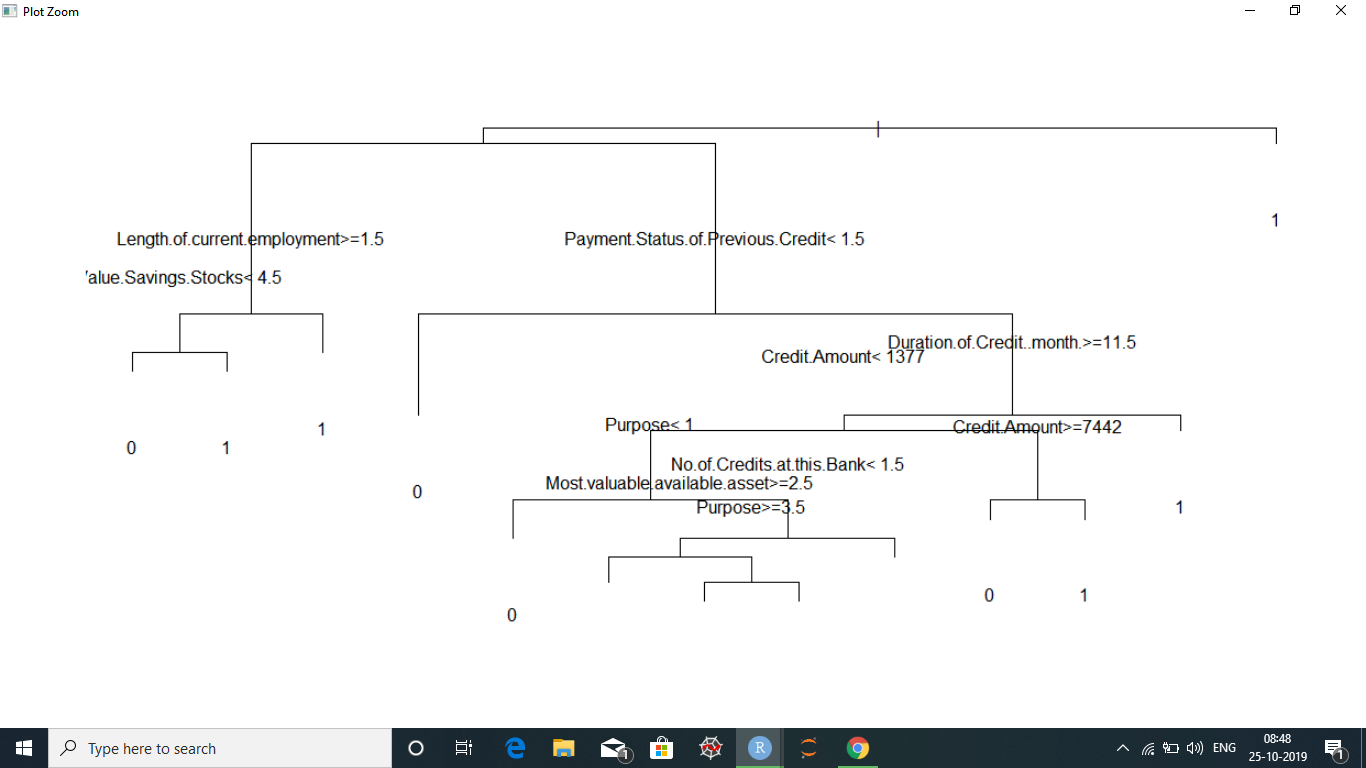 Plot Zoom
1
Length.of.current.employment>=1.5
Payment.Status.of.Previous.Credit< 1.5
alue.Savings.Stocks< 4.5
Duration.of.Credit..month.>=11.5
Credit.Amount< 1377
Purpose< 1
Credit.Amount>=7442
1
0
1
No.of.Credits.at.this.Bank< 1.5
Most.valuable.available.asset>=2.5
0
Purpose>=3.5
1
0
1
0
Type here to search
1
R
ENG
08:48
25-10-2019
1